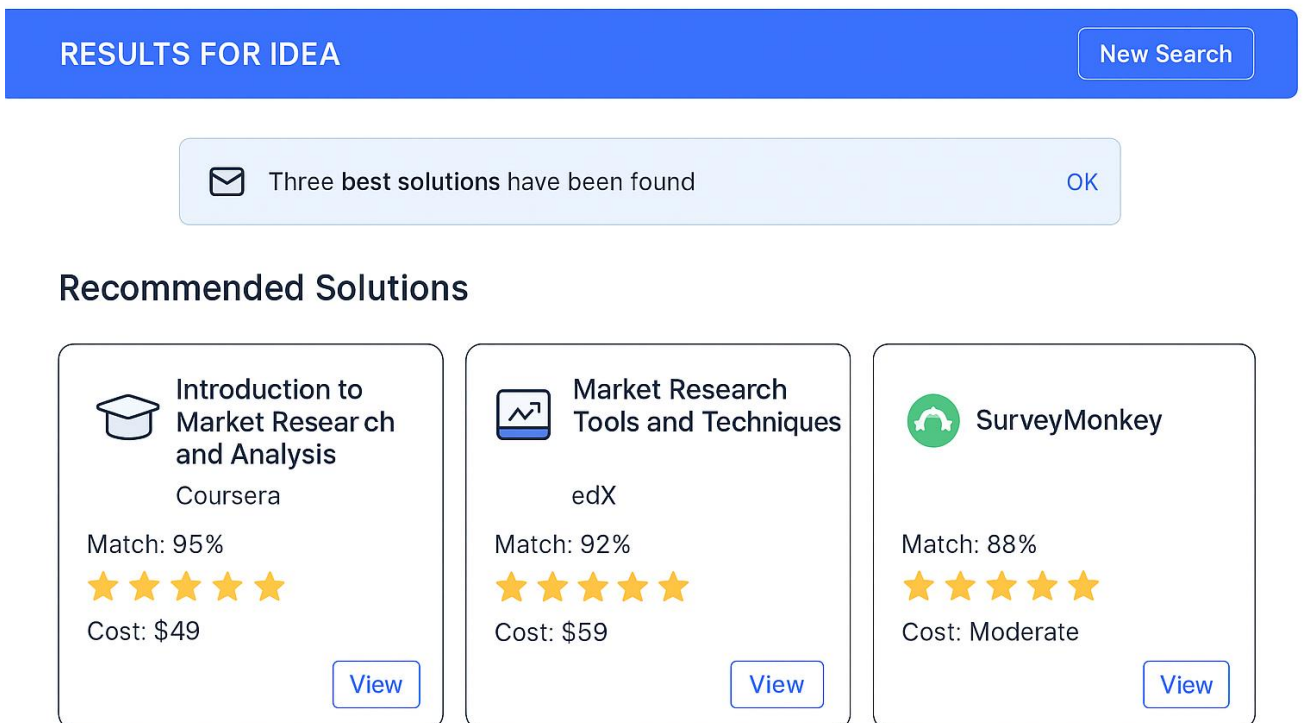 RESULTS FOR IDEA
New Search
Three best solutions have been found
OK
Recommended Solutions
Introduction to
Market Resear ch
and Analysis
Coursera
Match: 95%
Cost: $49
View
Market Research
Tools and Techniques
edX
Match: 92%
Cost: $59
View
SurveyMonkey
Match: 88%
Cost: Moderate
View